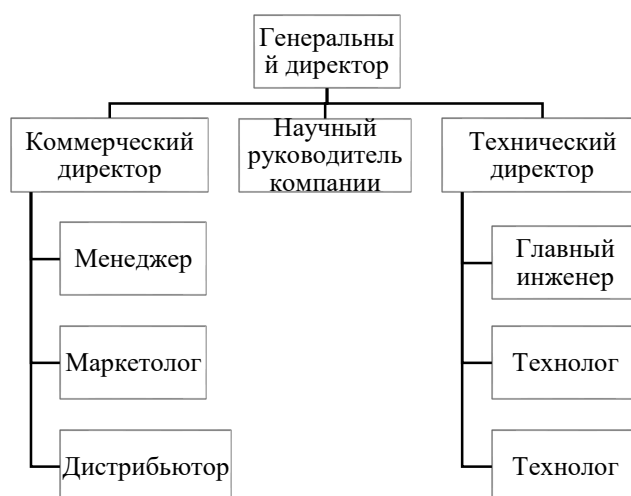 Генеральны
й директор
Коммерческий
директор
Научный
руководитель
компании
Технический
директор
Менеджер
Главный
инженер
Маркетолог
Технолог
Дистрибьютор
Технолог